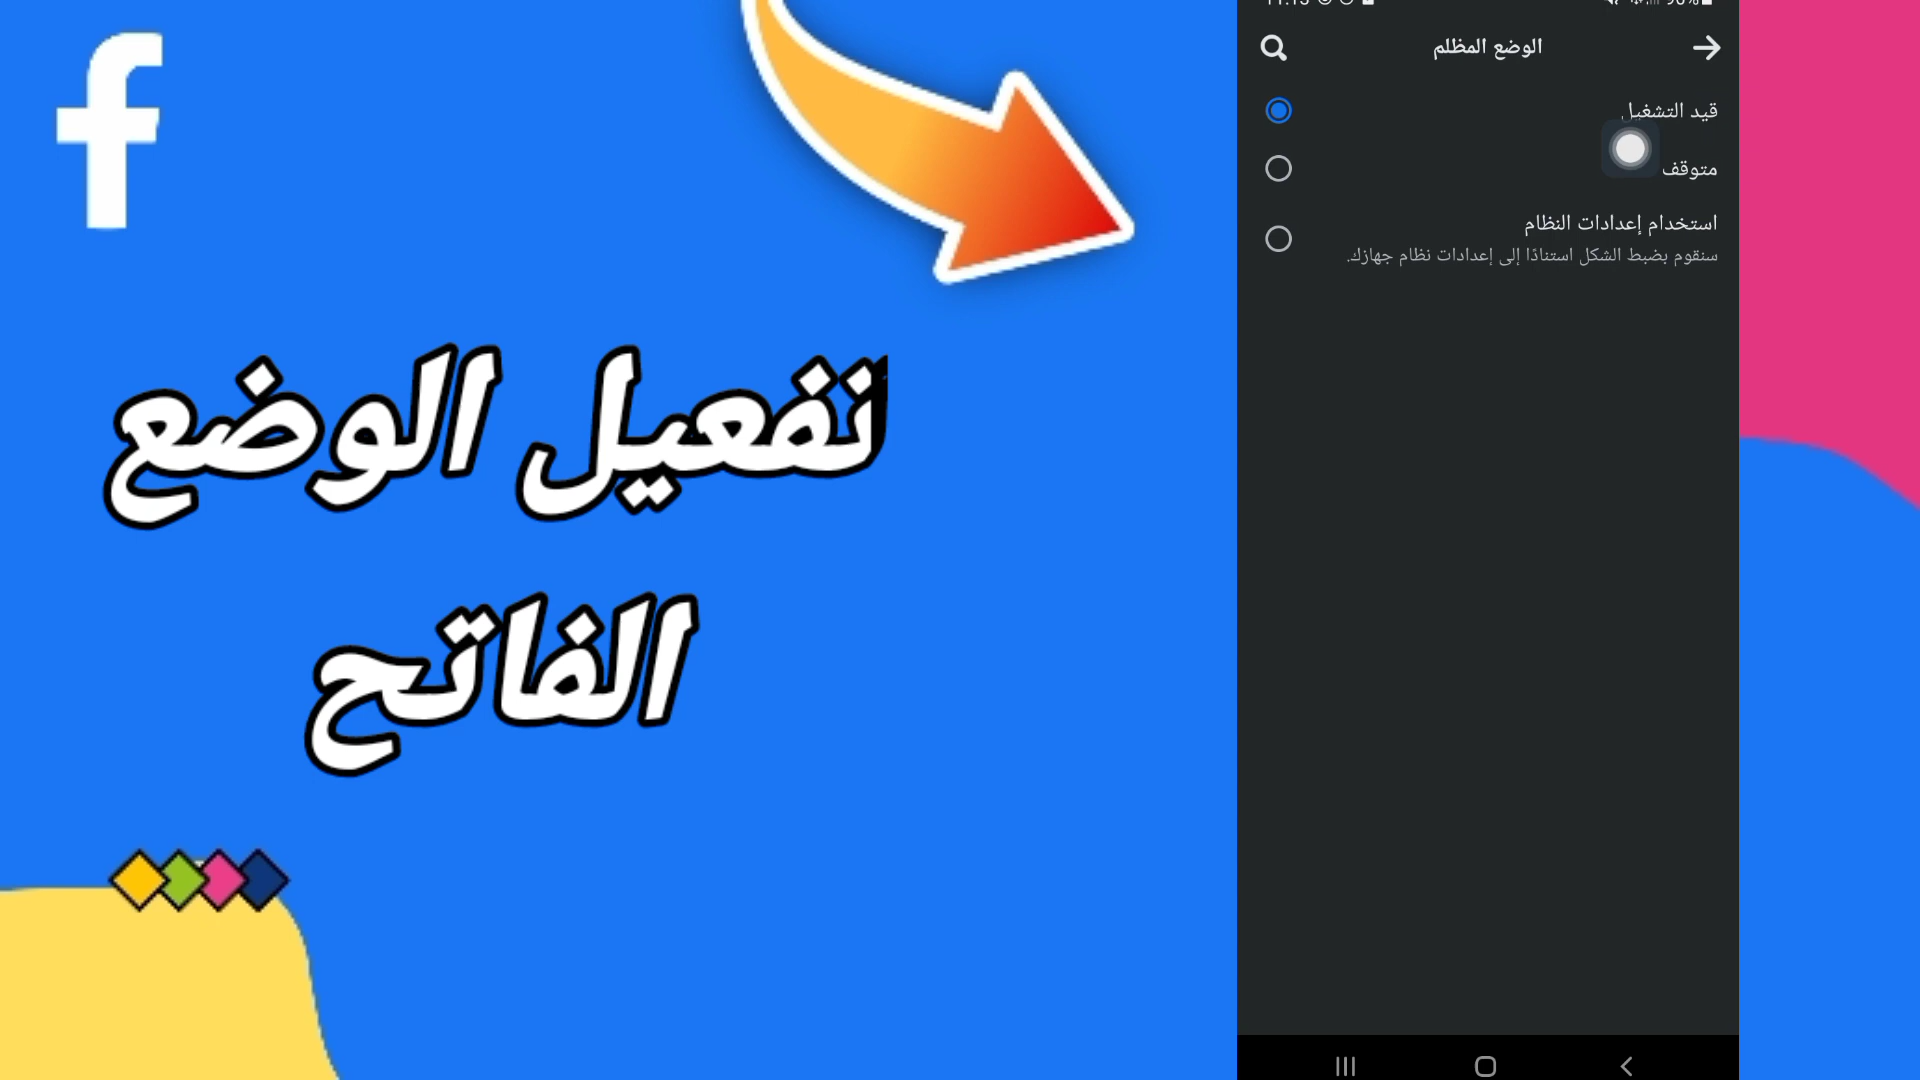 الوضع المظلم
قيد التشغيل
متوقف
استخدام إعدادات النظام
سنقوم بضبط الشكل استنادًا إلى إعدادات نظام جهازك.
تفعيل الوضع
الفاتح